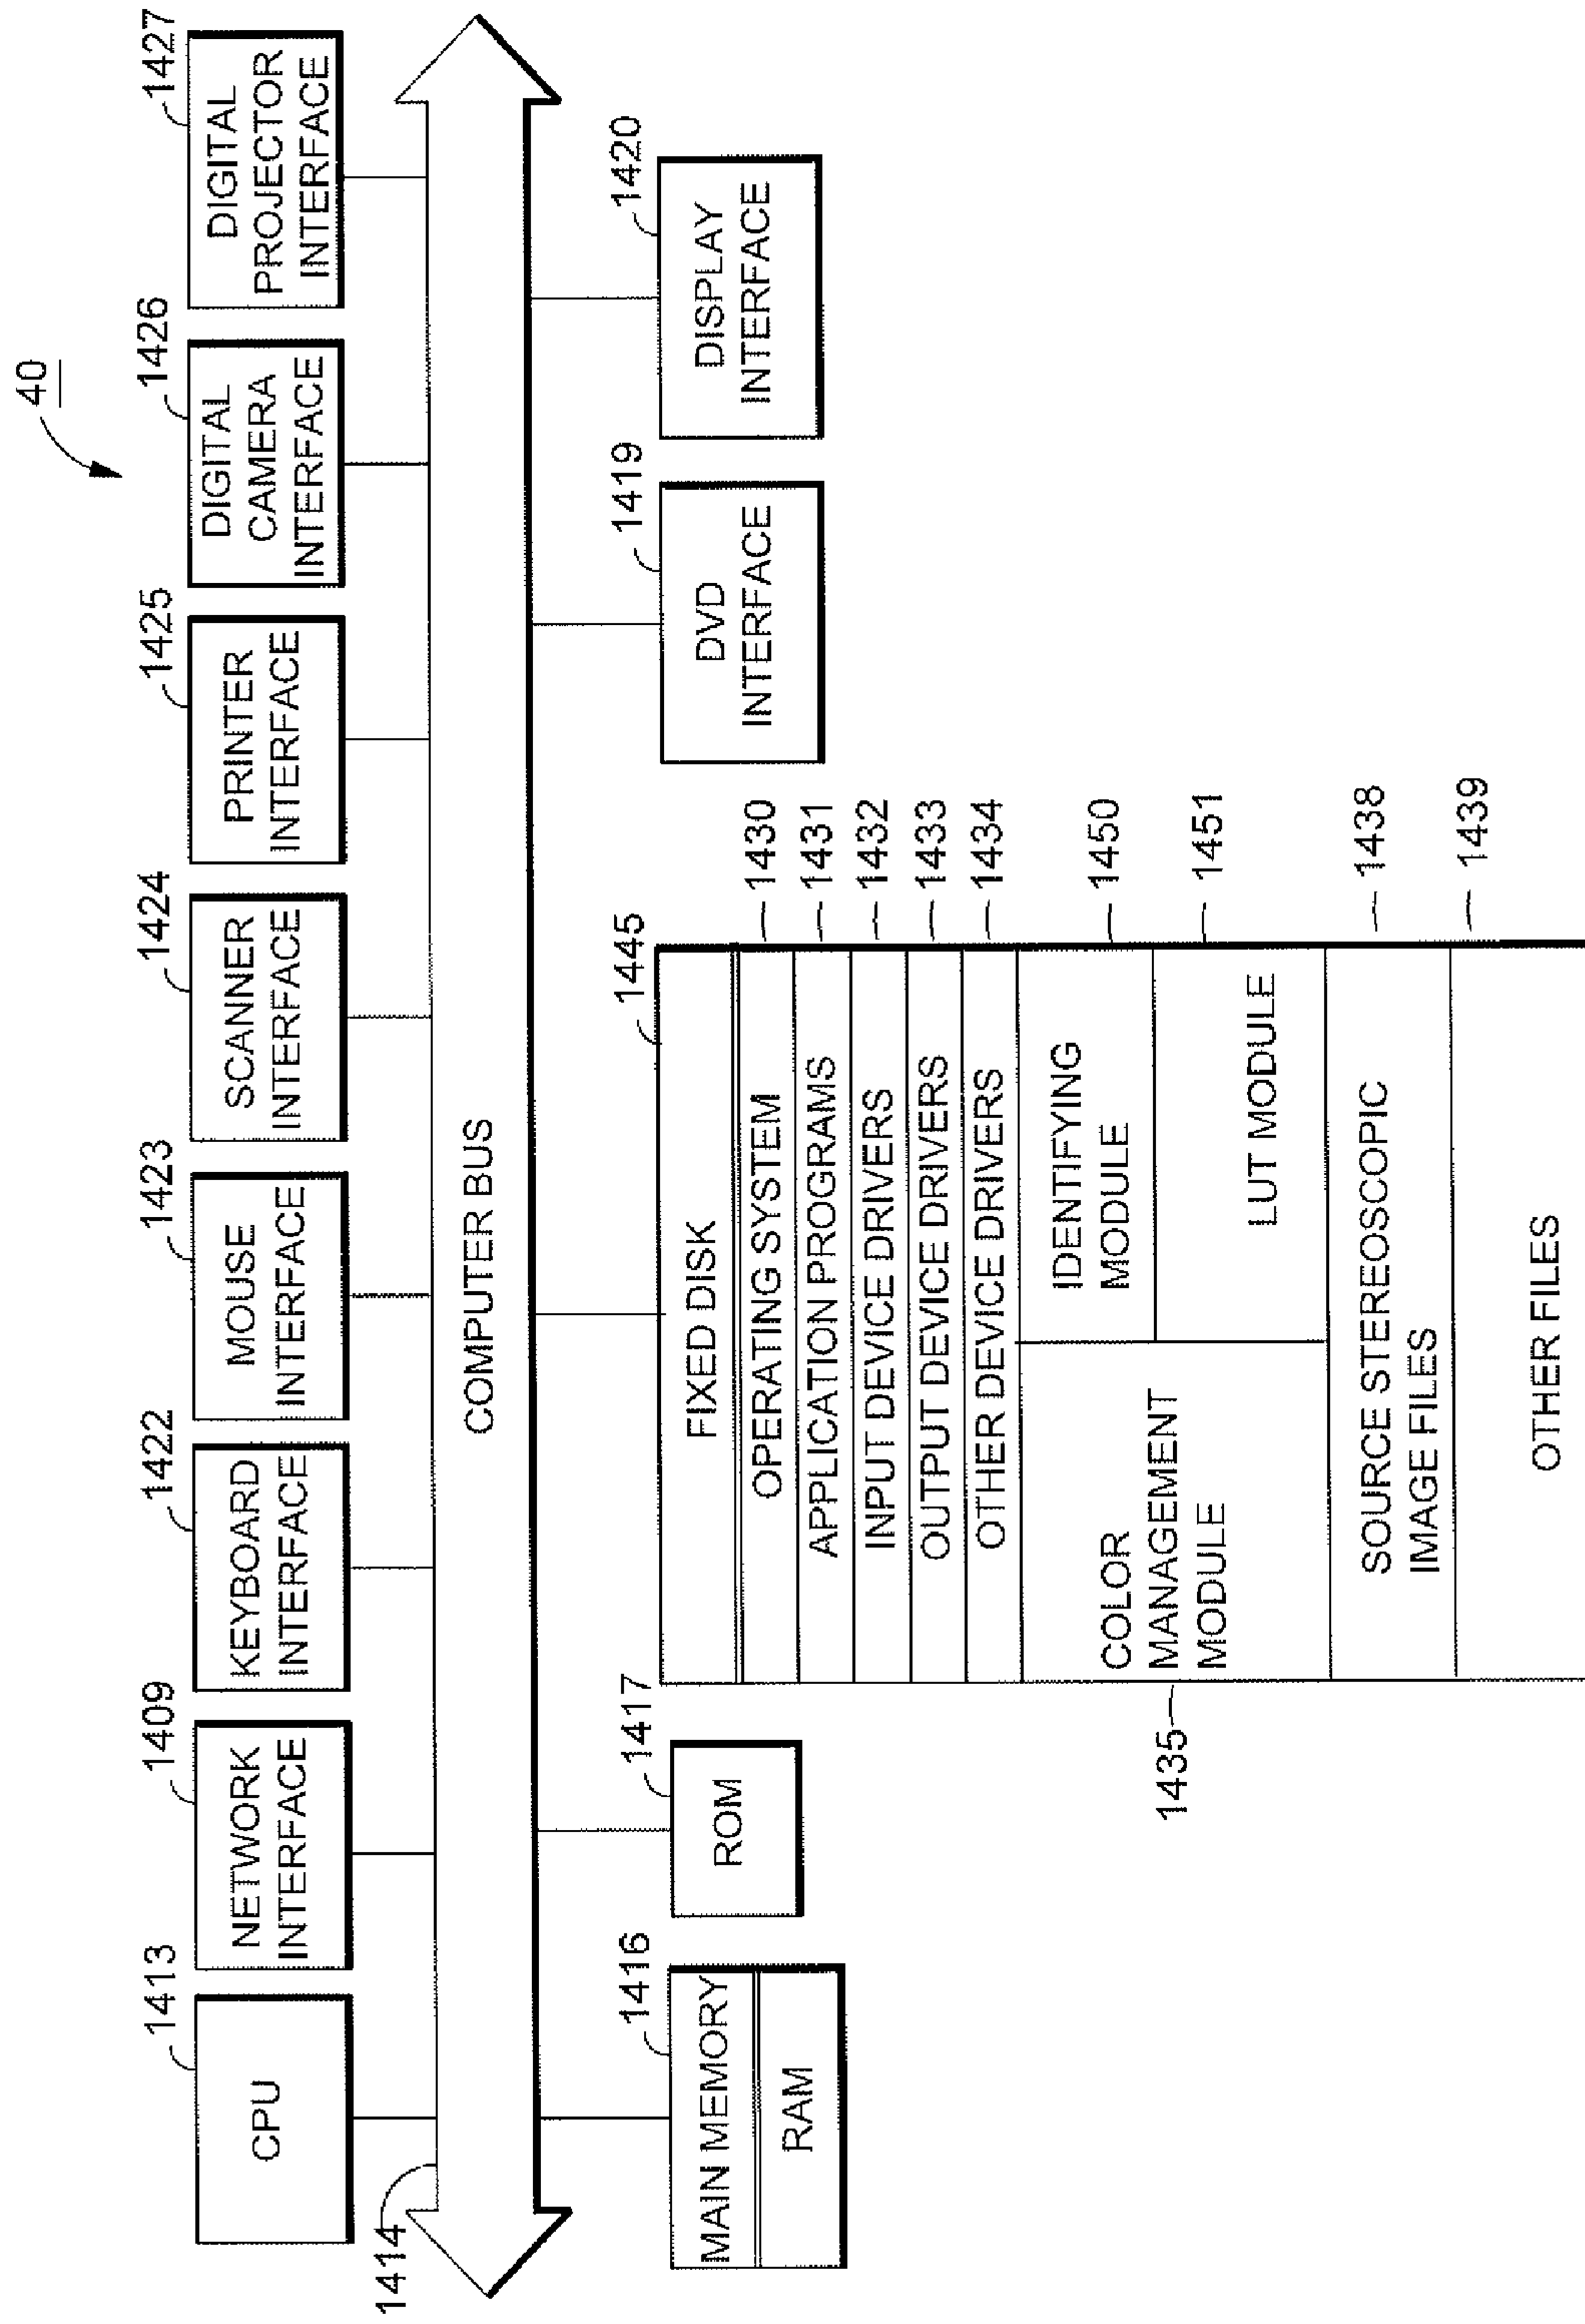 40
1413
1409
1422
1423
1424
1425
1426
1427
CPU
NETWORK
INTERFACE
KEYBOARD
INTERFACE
MOUSE
INTERFACE
SCANNER
INTERFACE
PRINTER
INTERFACE
DIGITAL
CAMERA
INTERFACE
DIGITAL
PROJECTOR
INTERFACE
1414
COMPUTER BUS
1416
MAIN MEMORY
RAM
1417
ROM
1445
FIXED DISK
OPERATING SYSTEM
1430
APPLICATION PROGRAMS
1431
INPUT DEVICE DRIVERS
1432
OUTPUT DEVICE DRIVERS
1433
OTHER DEVICE DRIVERS
1434
1435
COLOR
MANAGEMENT
MODULE
IDENTIFYING
MODULE
1450
LUT MODULE
1451
SOURCE STEREOSCOPIC
IMAGE FILES
1438
OTHER FILES
1439
1419
DVD
INTERFACE
1420
DISPLAY
INTERFACE